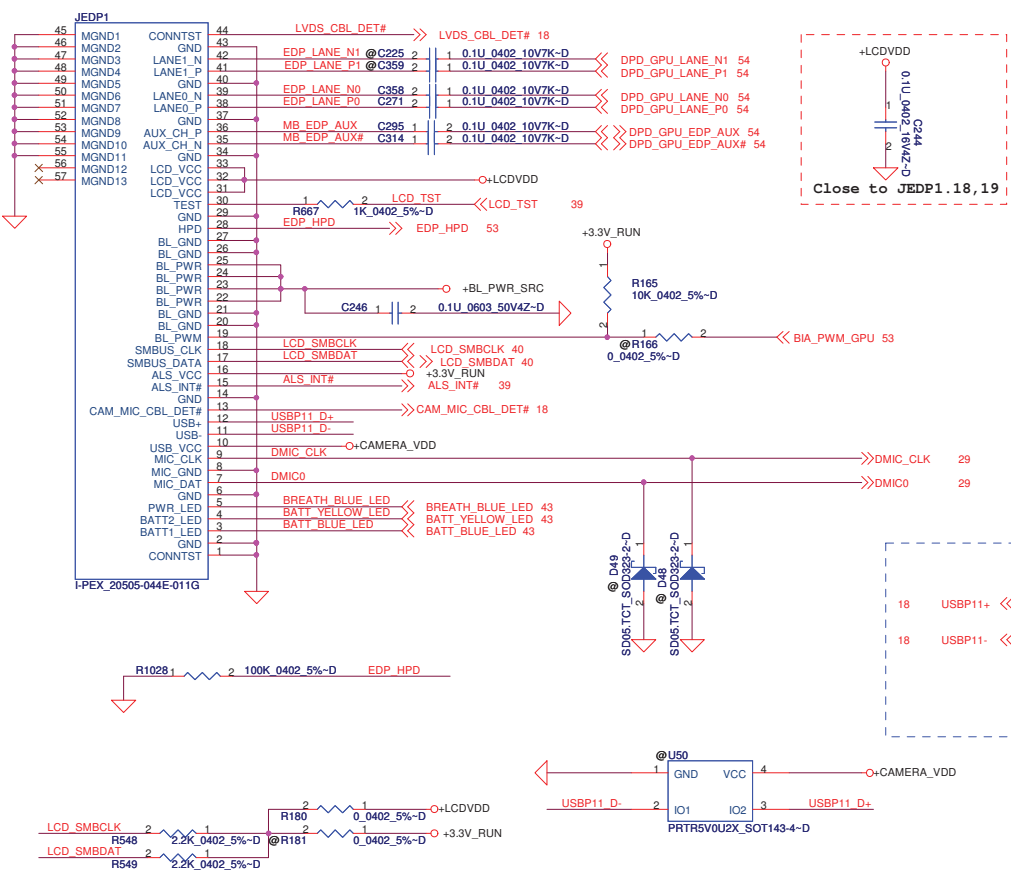 JEDP1
45 MGND1 CONNTST 44 LVDS_CBL_DET# LVDS_CBL_DET# 18
46 MGND2 GND 43
47 MGND3 LANE1_N 42 EDP_LANE_N1 @C225 2 1 0.1U_0402_10V7K~D DPD_GPU_LANE_N1 54
48 MGND4 LANE1_P 41 EDP_LANE_P1 @C359 2 1 0.1U_0402_10V7K~D DPD_GPU_LANE_P1 54
49 MGND5 GND 40
50 MGND6 LANE0_N 39 EDP_LANE_N0 C358 2 1 0.1U_0402_10V7K~D DPD_GPU_LANE_N0 54
51 MGND7 LANE0_P 38 EDP_LANE_P0 C271 2 1 0.1U_0402_10V7K~D DPD_GPU_LANE_P0 54
52 MGND8 GND 37
53 MGND9 AUX_CH_P 36 MB_EDP_AUX C295 1 2 0.1U_0402_10V7K~D DPD_GPU_EDP_AUX 54
54 MGND10 AUX_CH_N 35 MB_EDP_AUX# C314 1 2 0.1U_0402_10V7K~D DPD_GPU_EDP_AUX# 54
55 MGND11 GND 34
56 MGND12 LCD_VCC 33
57 MGND13 LCD_VCC 32 +LCDVDD
LCD_VCC 31
TEST 30 1 R667 2 1K_0402_5%~D LCD_TST LCD_TST 39
GND 29
HPD 28 EDP_HPD EDP_HPD 53
BL_GND 27
BL_GND 26
BL_PWR 25
BL_PWR 24
BL_PWR 23 +BL_PWR_SRC
BL_PWR 22
BL_GND 21 C246 1 2 0.1U_0603_50V4Z~D
BL_GND 20
BL_PWM 19
SMBUS_CLK 18 LCD_SMBCLK LCD_SMBCLK 40
SMBUS_DATA 17 LCD_SMBDAT LCD_SMBDAT 40
ALS_VCC 16 +3.3V_RUN
ALS_INT# 15 ALS_INT# ALS_INT# 39
GND 14
CAM_MIC_CBL_DET# 13 CAM_MIC_CBL_DET# 18
USB+ 12 USBP11_D+
USB- 11 USBP11_D-
USB_VCC 10 +CAMERA_VDD
MIC_CLK 9 DMIC_CLK DMIC_CLK 29
MIC_GND 8
MIC_DAT 7 DMIC0 DMIC0 29
GND 6
PWR_LED 5 BREATH_BLUE_LED BREATH_BLUE_LED 43
BATT2_LED 4 BATT_YELLOW_LED BATT_YELLOW_LED 43
BATT1_LED 3 BATT_BLUE_LED BATT_BLUE_LED 43
GND 2
CONNTST 1
I-PEX_20505-044E-011G
+LCDVDD
1
2
C244
0.1U_0402_16V4Z~D
Close to JEDP1.18,19
+3.3V_RUN
1
R165
10K_0402_5%~D
2
1 2 BIA_PWM_GPU 53
@R166
0_0402_5%~D
1 1
@ D49
SD05.TCT_SOD323-2~D
@ D48
SD05.TCT_SOD323-2~D
2 2
18 USBP11+
18 USBP11-
R1028 1 2 100K_0402_5%~D EDP_HPD
@U50
1 GND VCC 4 +CAMERA_VDD
USBP11_D- 2 IO1 IO2 3 USBP11_D+
PRTR5V0U2X_SOT143-4~D
2 1 +LCDVDD
R180 0_0402_5%~D
LCD_SMBCLK 2 1 2 1 +3.3V_RUN
R548 2.2K_0402_5%~D @R181 0_0402_5%~D
LCD_SMBDAT 2 1
R549 2.2K_0402_5%~D